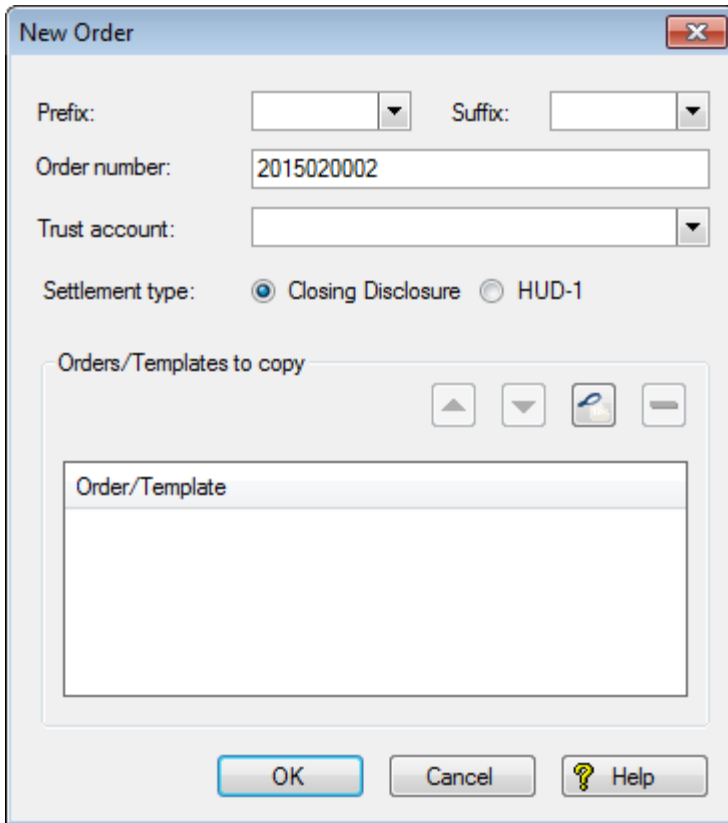 New Order
Prefix: Suffix:
Order number: 2015020002
Trust account:
Settlement type: Closing Disclosure HUD-1
Orders/Templates to copy
Order/Template
OK Cancel ? Help